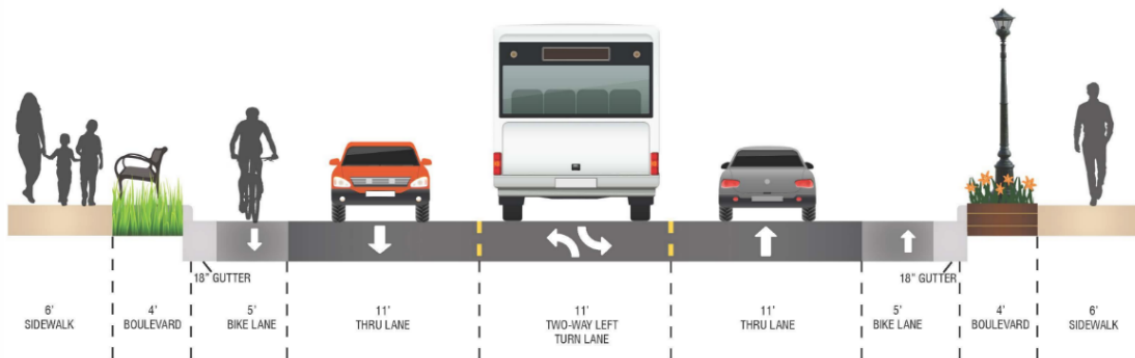 18" GUTTER
18" GUTTER
6'
SIDEWALK
4'
BOULEVARD
5'
BIKE LANE
11'
THRU LANE
11'
TWO-WAY LEFT
TURN LANE
11'
THRU LANE
5'
BIKE LANE
4'
BOULEVARD
6'
SIDEWALK